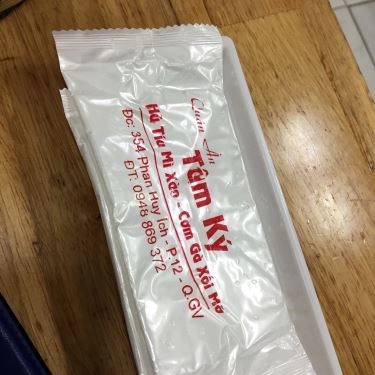 Quán Ăn
Tâm Ký
Hủ Tíu Mì Xào - Cơm Gà Xối Mỡ
Đc: 354 Phan Huy Ích - P.12 - Q.GV
ĐT: 0948 869 372